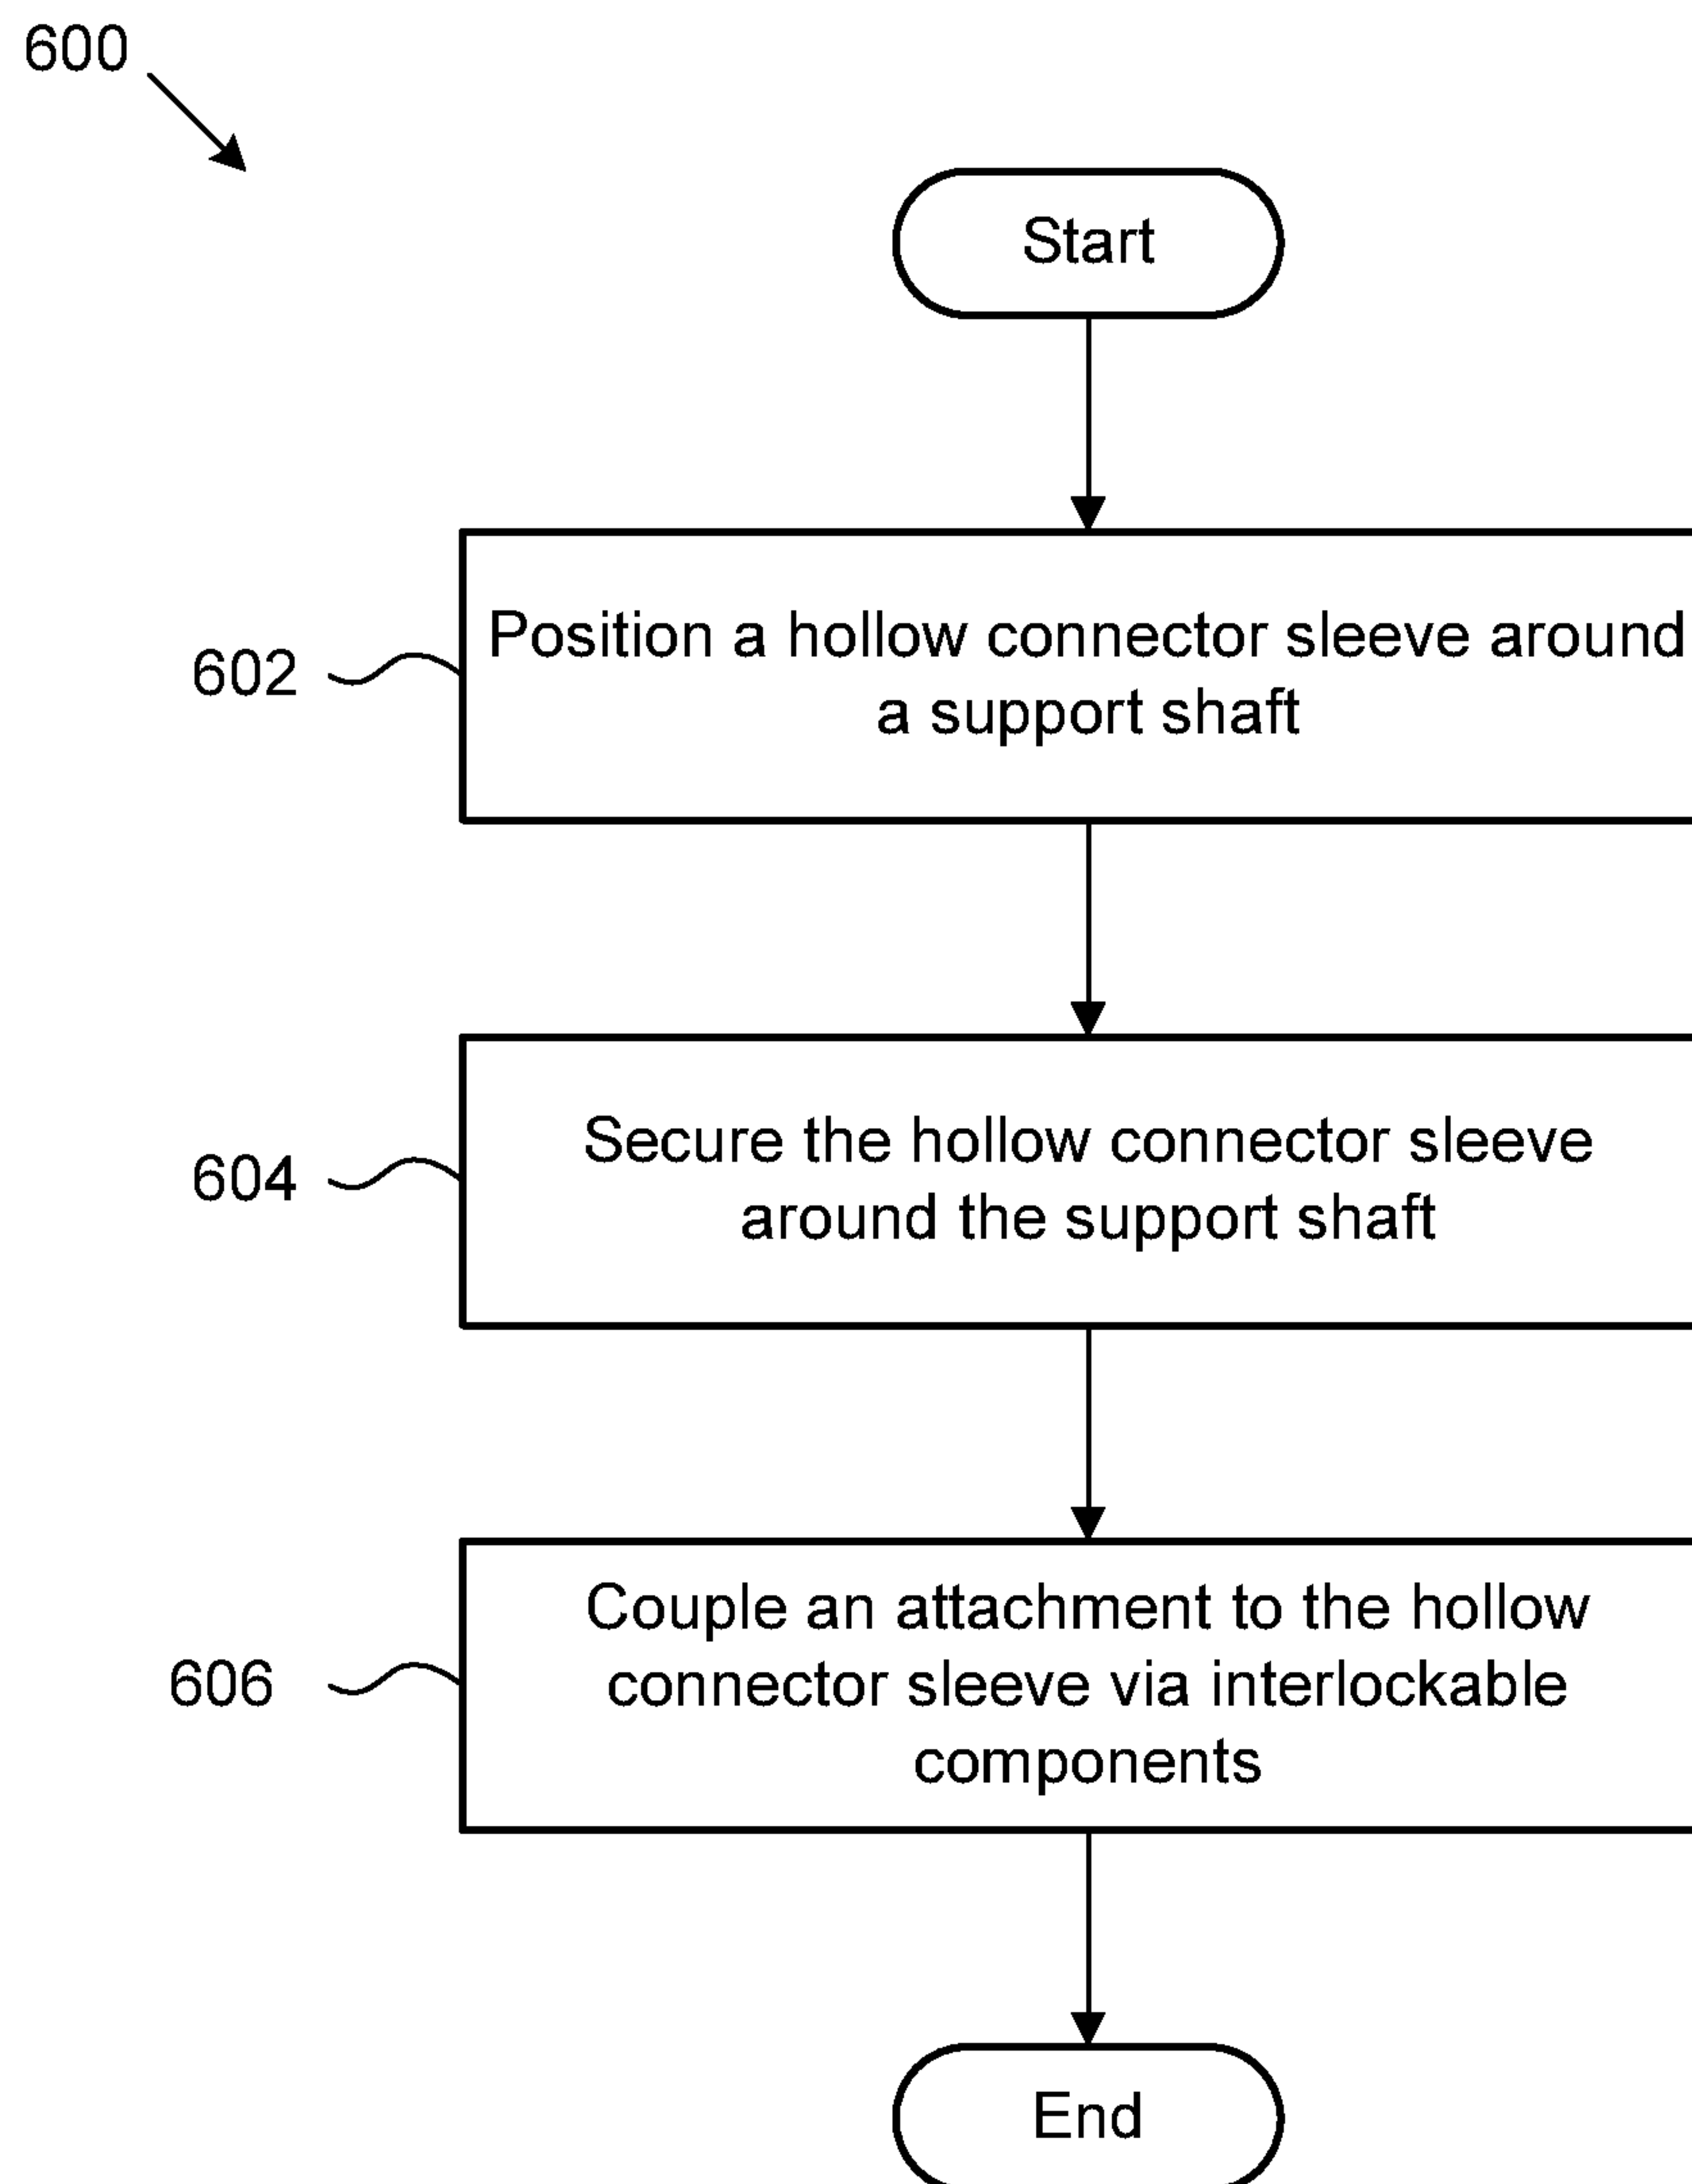 600
Start
Position a hollow connector sleeve around
a support shaft
602
Secure the hollow connector sleeve
around the support shaft
604
Couple an attachment to the hollow
connector sleeve via interlockable
components
606
End